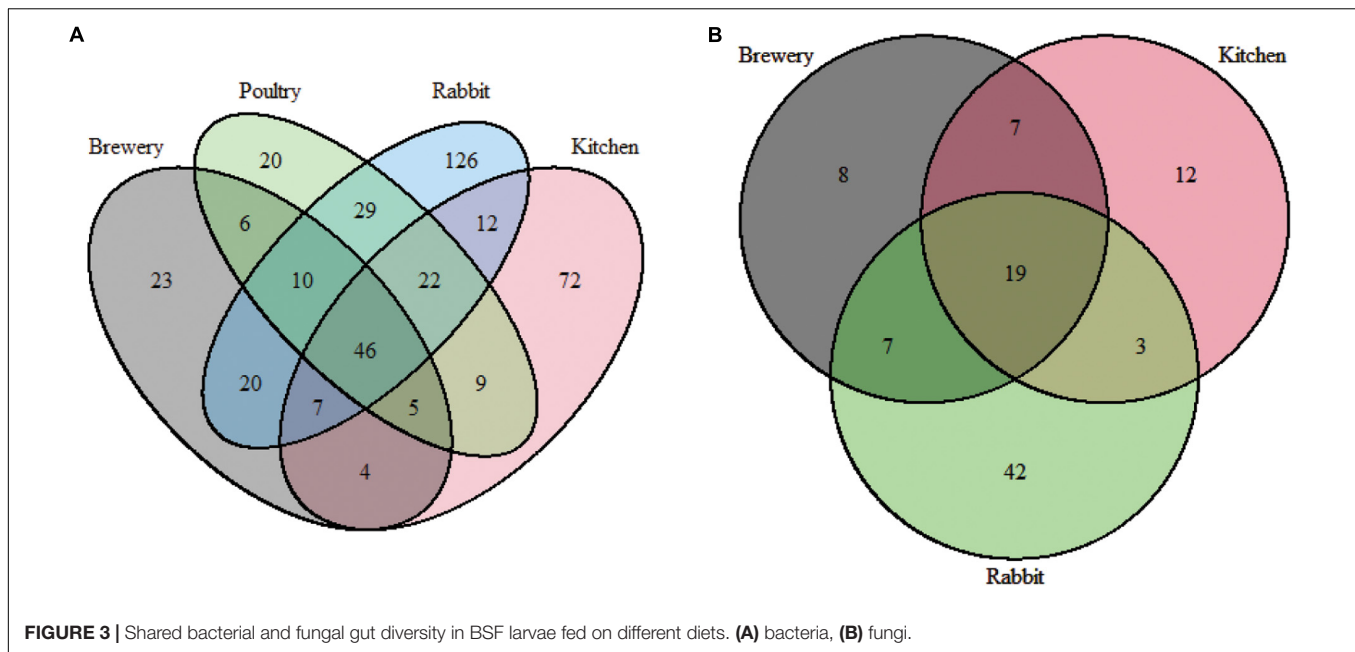 A
B
Poultry
Rabbit
Brewery
Kitchen
20
126
6
29
12
23
10
22
72
46
20
7
5
9
4
Brewery
Kitchen
7
8
12
19
7
3
42
Rabbit
FIGURE 3 | Shared bacterial and fungal gut diversity in BSF larvae fed on different diets. (A) bacteria, (B) fungi.